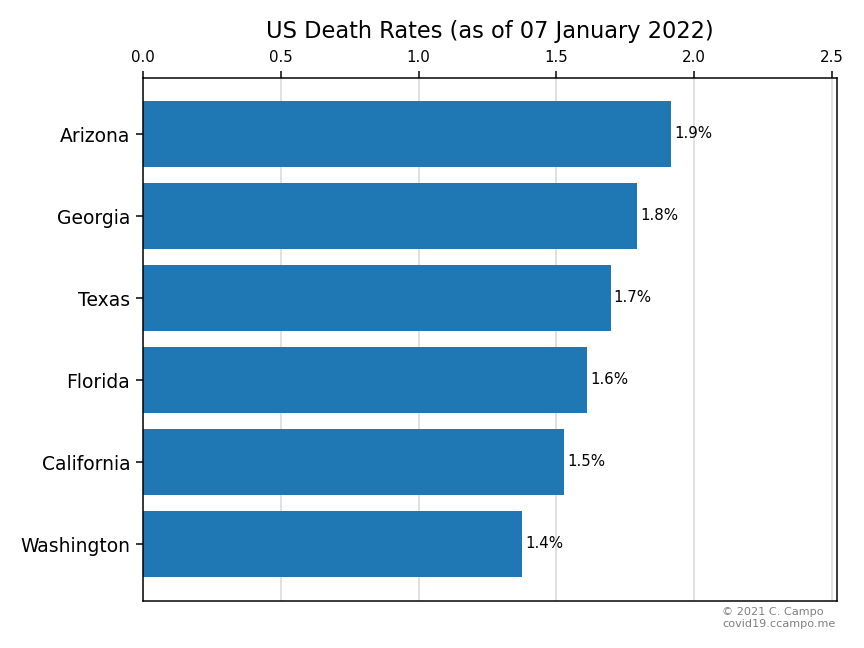 US Death Rates (as of 07 January 2022)
0.0 0.5 1.0 1.5 2.0 2.5
Arizona 1.9%
Georgia 1.8%
Texas 1.7%
Florida 1.6%
California 1.5%
Washington 1.4%
© 2021 C. Campo
covid19.ccampo.me